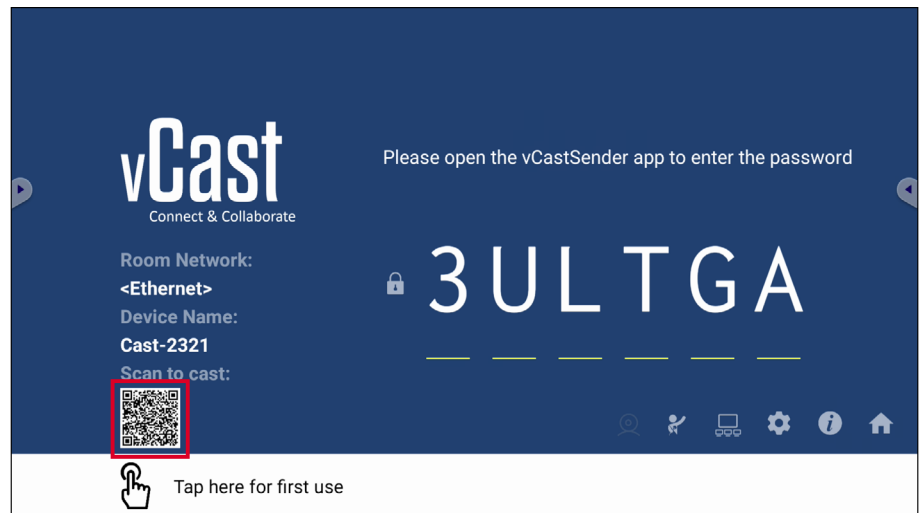 vCast
Connect & Collaborate
Please open the vCastSender app to enter the password
Room Network:
<Ethernet>
Device Name:
Cast-2321
Scan to cast:
3ULTGA
Tap here for first use